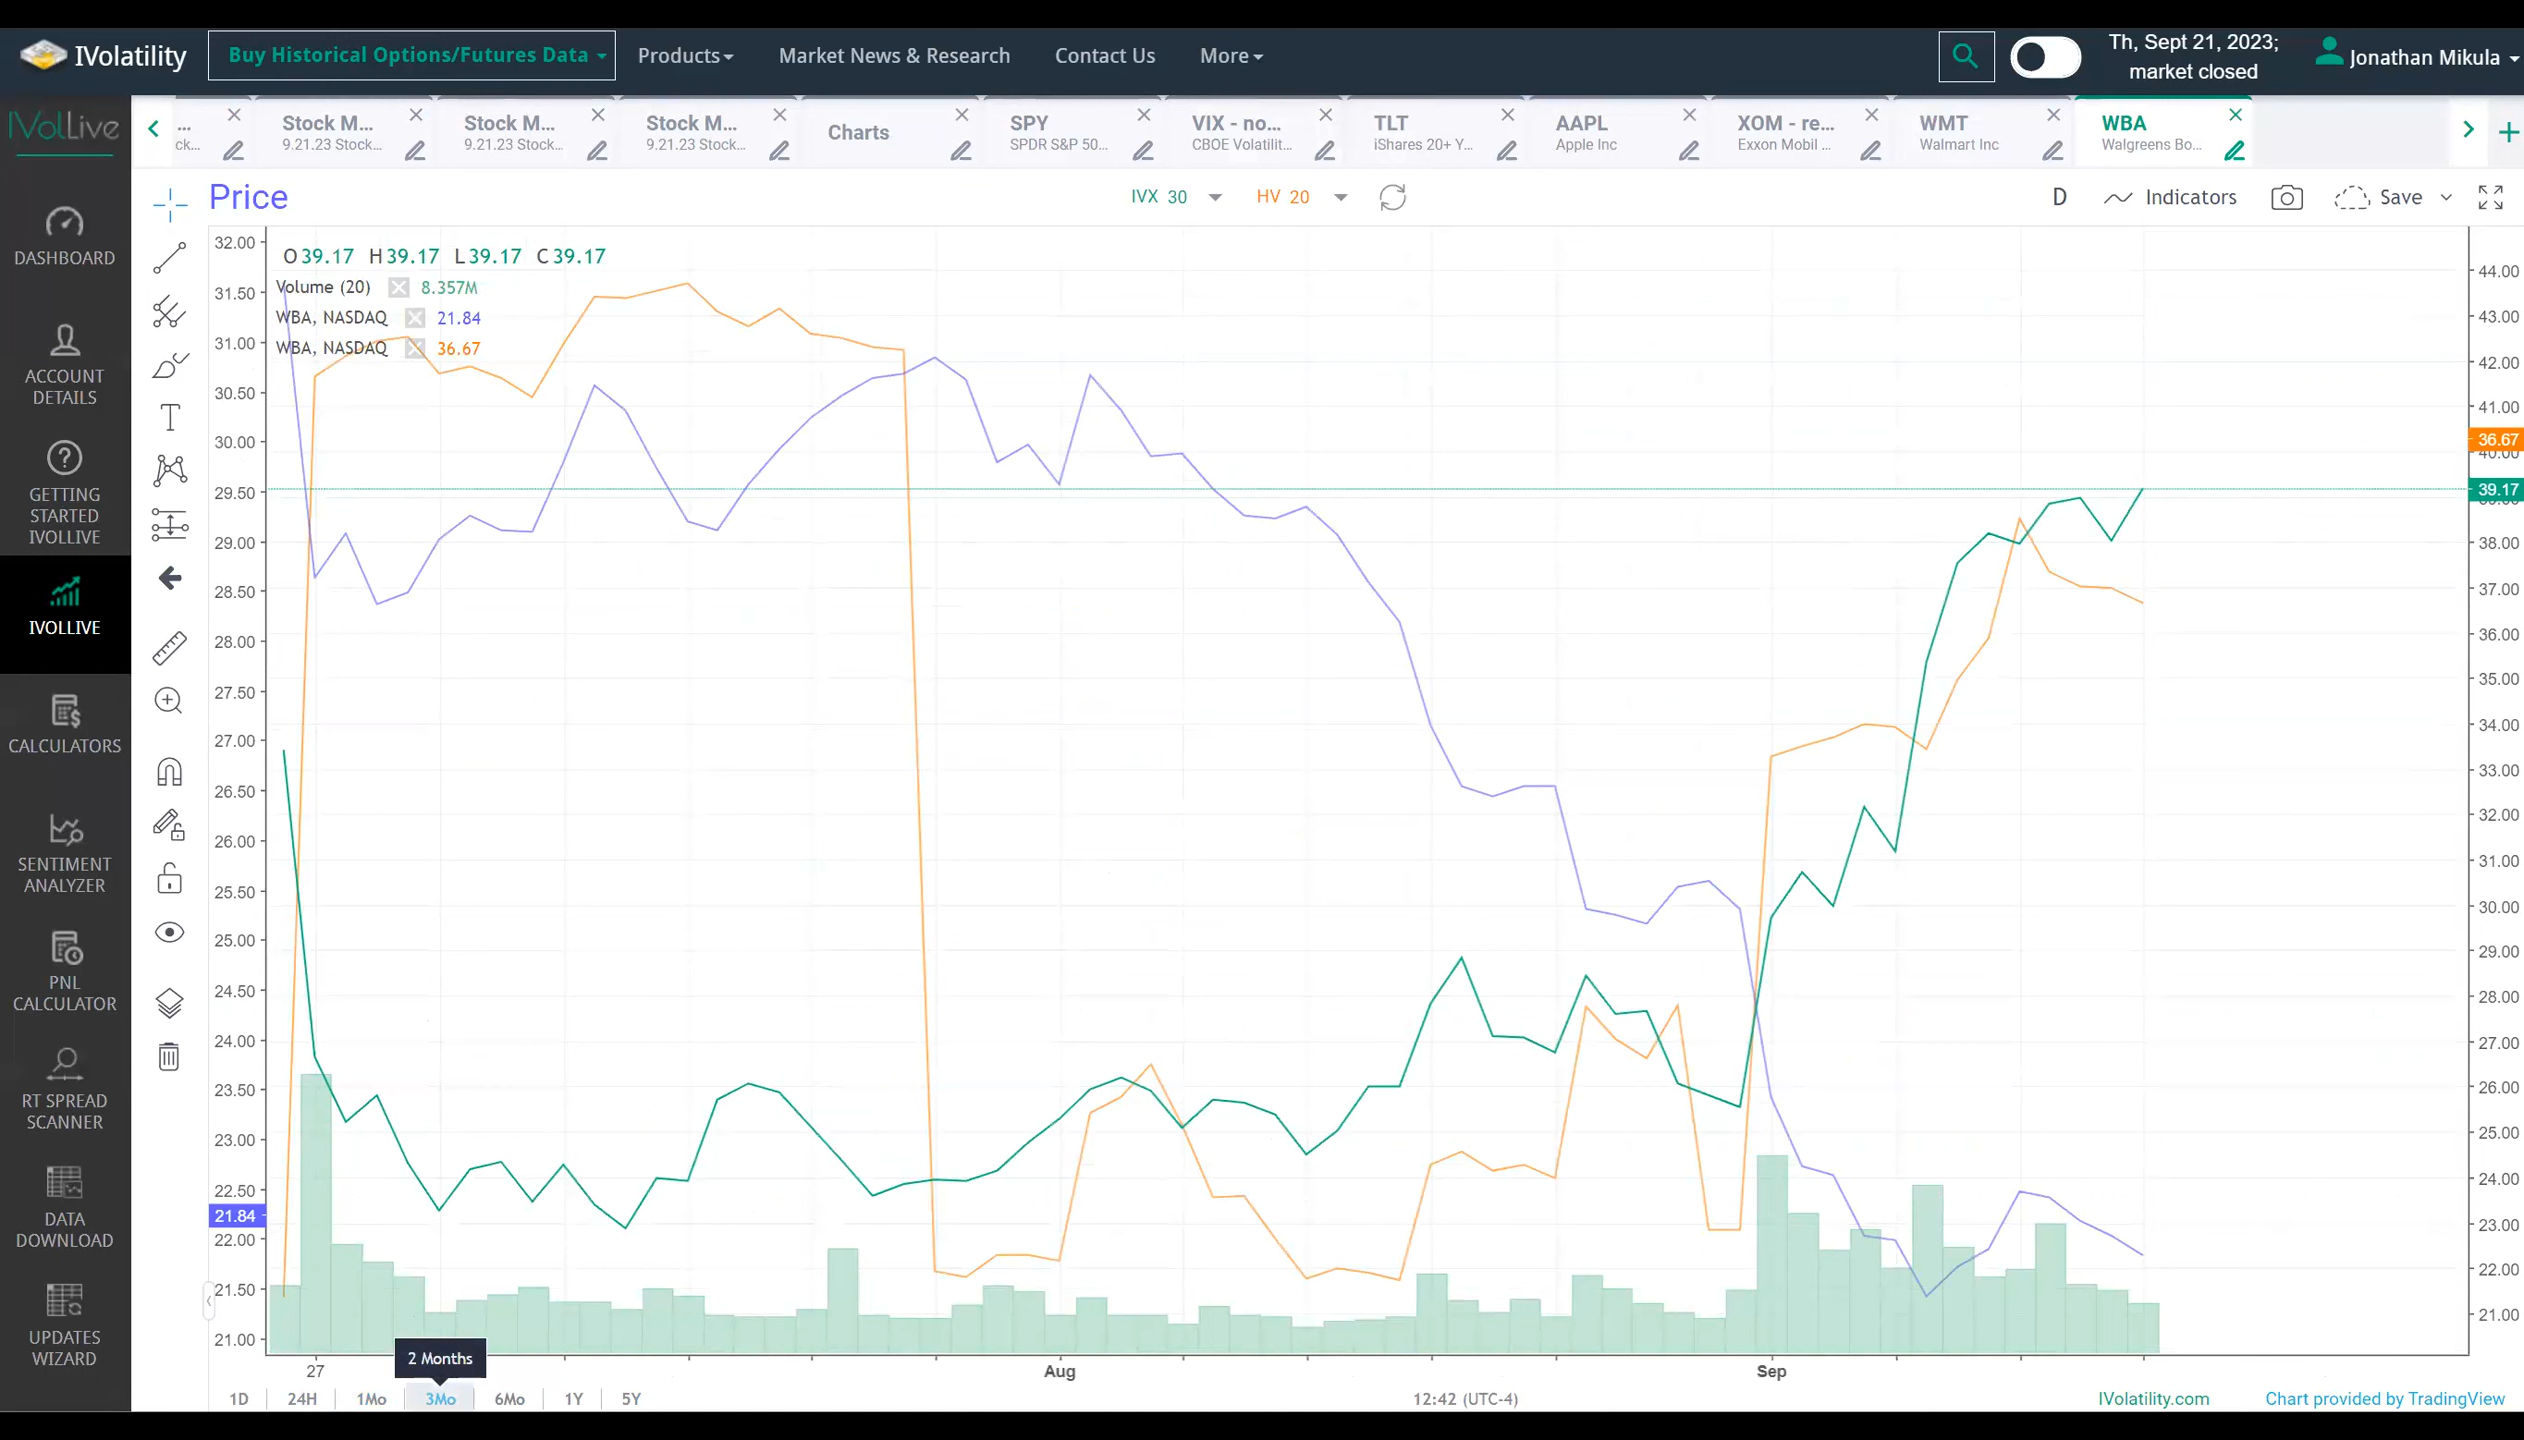 IVolatility
Buy Historical Options/Futures Data
Products
Market News & Research
Contact Us
More
Th, Sept 21, 2023;
market closed
Jonathan Mikula
IVolLive
...
ck...
Stock M...
9.21.23 Stock...
Stock M...
9.21.23 Stock...
Stock M...
9.21.23 Stock...
Charts
SPY
SPDR S&P 50...
VIX - no...
CBOE Volatilit...
TLT
iShares 20+ Y...
AAPL
Apple Inc
XOM - re...
Exxon Mobil ...
WMT
Walmart Inc
WBA
Walgreens Bo...
DASHBOARD
ACCOUNT
DETAILS
GETTING
STARTED
IVOLLIVE
IVOLLIVE
CALCULATORS
SENTIMENT
ANALYZER
PNL
CALCULATOR
RT SPREAD
SCANNER
DATA
DOWNLOAD
UPDATES
WIZARD
Price
IVX 30
HV 20
D
Indicators
Save
O39.17 H39.17 L39.17 C39.17
Volume (20) 8.357M
WBA, NASDAQ 21.84
WBA, NASDAQ 36.67
32.00
31.50
31.00
30.50
30.00
29.50
29.00
28.50
28.00
27.50
27.00
26.50
26.00
25.50
25.00
24.50
24.00
23.50
23.00
22.50
21.84
22.00
21.50
21.00
44.00
43.00
42.00
41.00
36.67
40.00
39.17
38.00
37.00
36.00
35.00
34.00
33.00
32.00
31.00
30.00
29.00
28.00
27.00
26.00
25.00
24.00
23.00
22.00
21.00
2 Months
27
Aug
Sep
1D
24H
1Mo
3Mo
6Mo
1Y
5Y
12:42 (UTC-4)
IVolatility.com
Chart provided by TradingView